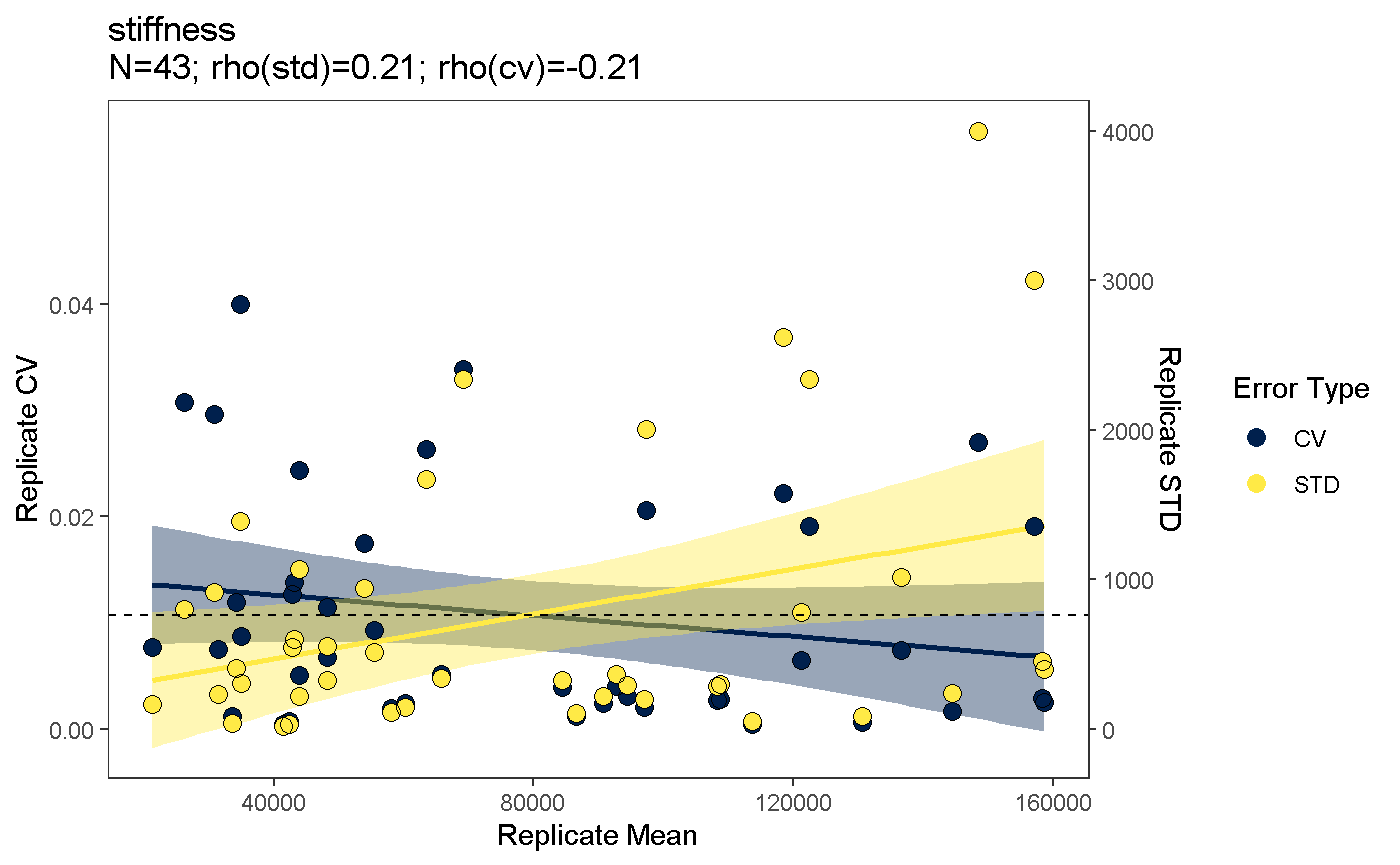 stiffness
N=43; rho(std)=0.21; rho(cv)=-0.21
Replicate CV
0.04
0.02
0.00
4000
3000
2000
1000
0
Replicate STD
40000
80000
120000
160000
Replicate Mean
Error Type
CV
STD